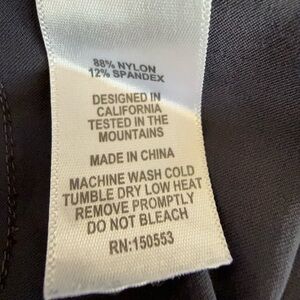 88% NYLON
12% SPANDEX
DESIGNED IN
CALIFORNIA
TESTED IN THE
MOUNTAINS
MADE IN CHINA
MACHINE WASH COLD
TUMBLE DRY LOW HEAT
REMOVE PROMPTLY
DO NOT BLEACH
RN:150553